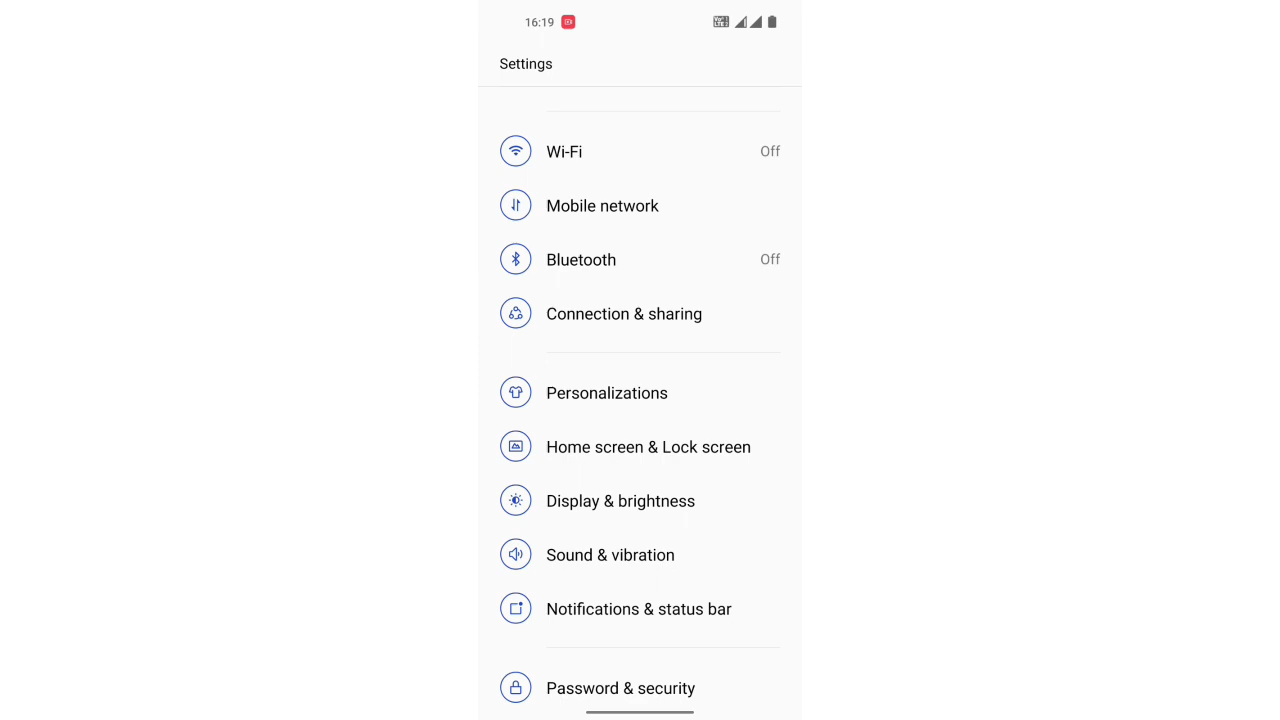 16:19
Settings
Wi-Fi Off
Mobile network
Bluetooth Off
Connection & sharing
Personalizations
Home screen & Lock screen
Display & brightness
Sound & vibration
Notifications & status bar
Password & security